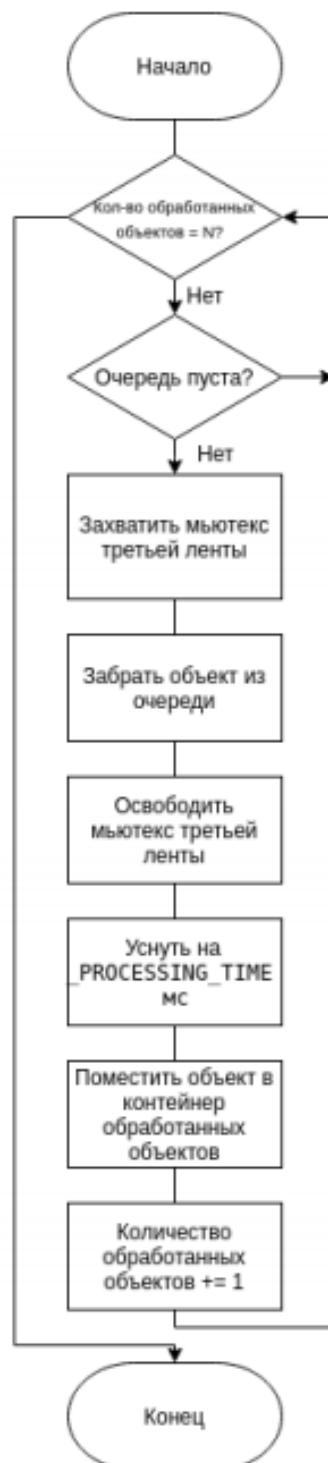 Начало
Кол-во обработанных
объектов = N?
Нет
Очередь пуста?
Нет
Захватить мьютекс
третьей ленты
Забрать объект из
очереди
Освободить
мьютекс третьей
ленты
Уснуть на
_PROCESSING_TIME
мс
Поместить объект в
контейнер
обработанных
объектов
Количество
обработанных
объектов += 1
Конец